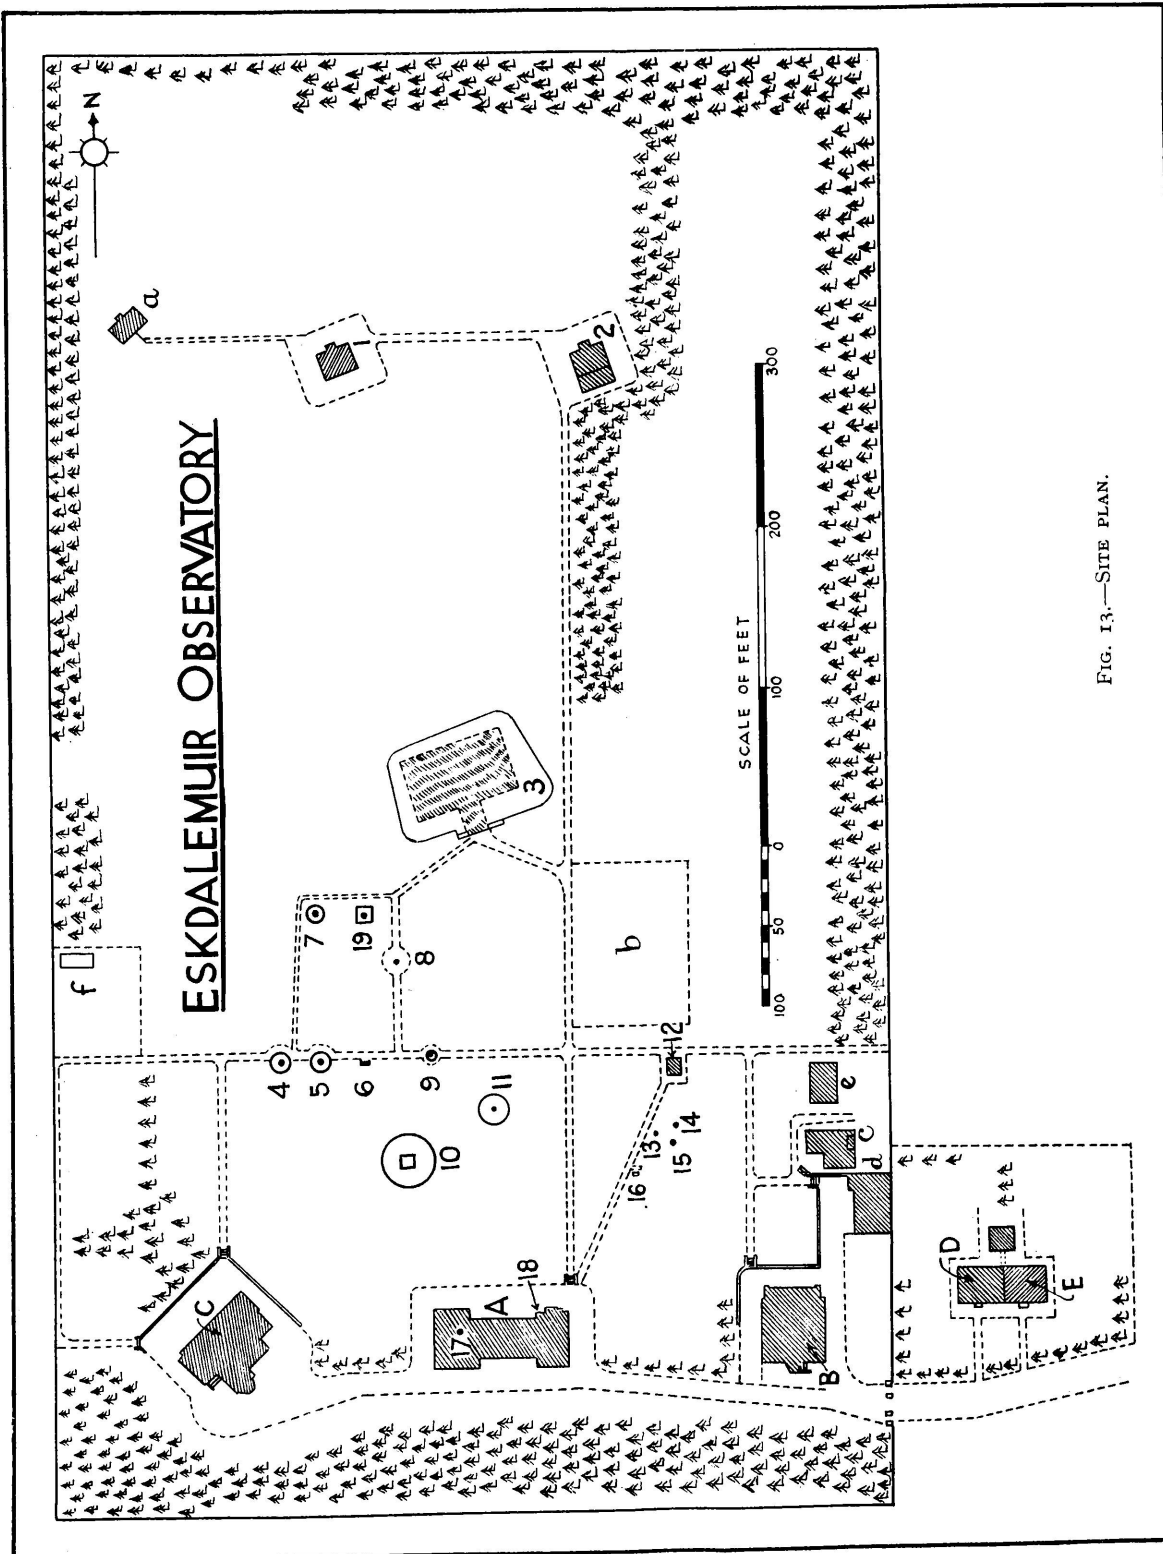 ESKDALEMUIR OBSERVATORY
N
a
1
2
3
f
7
19
8
b
4
5
6
9
11
10
12
13
14
15
16
e
c
d
C
A
17
18
B
D
E
SCALE OF FEET
100 50 0 100 200 300
FIG. 13.—SITE PLAN.